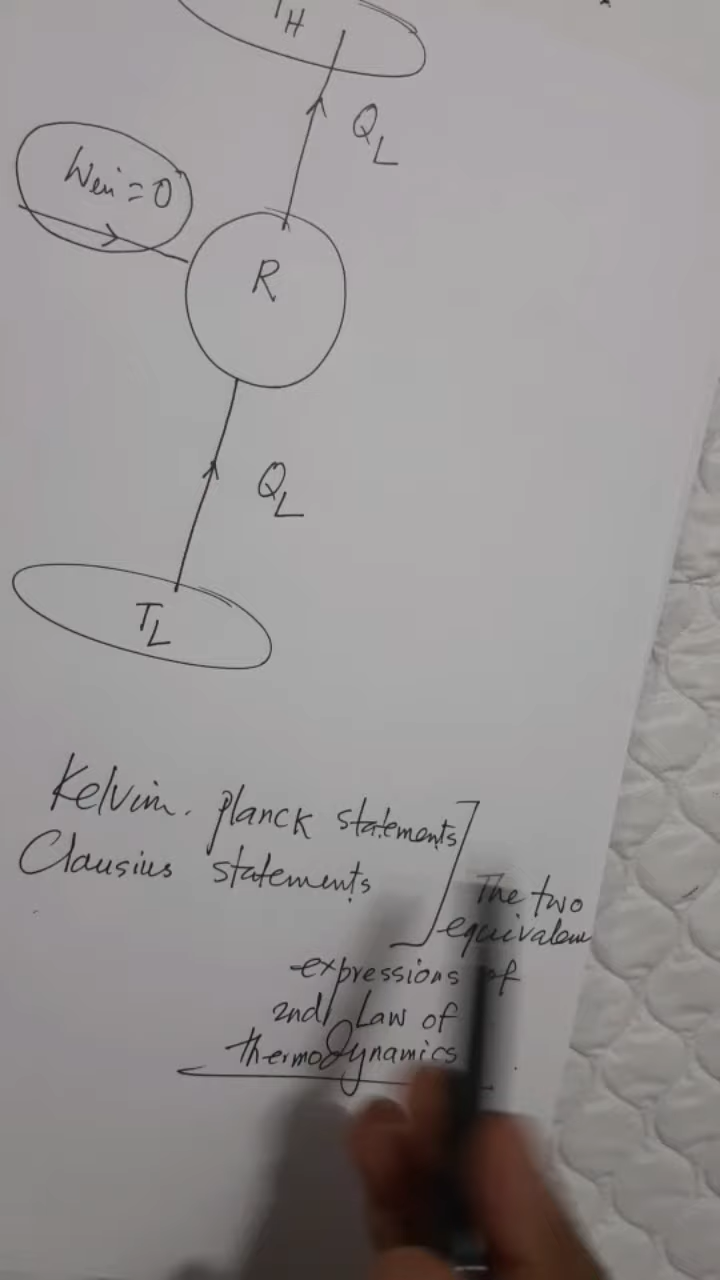 TH
QL
Win = 0
R
QL
TL
Kelvin. planck statements
Clausius statements
The two
equivalent
expressions of
2nd Law of
thermoDynamics